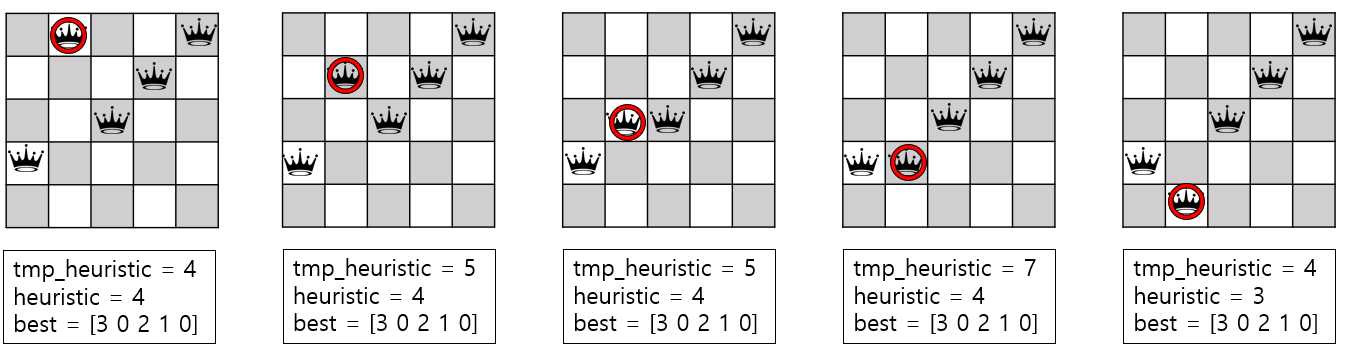 tmp_heuristic = 4
heuristic = 4
best = [3 0 2 1 0]
tmp_heuristic = 5
heuristic = 4
best = [3 0 2 1 0]
tmp_heuristic = 5
heuristic = 4
best = [3 0 2 1 0]
tmp_heuristic = 7
heuristic = 4
best = [3 0 2 1 0]
tmp_heuristic = 4
heuristic = 3
best = [3 0 2 1 0]